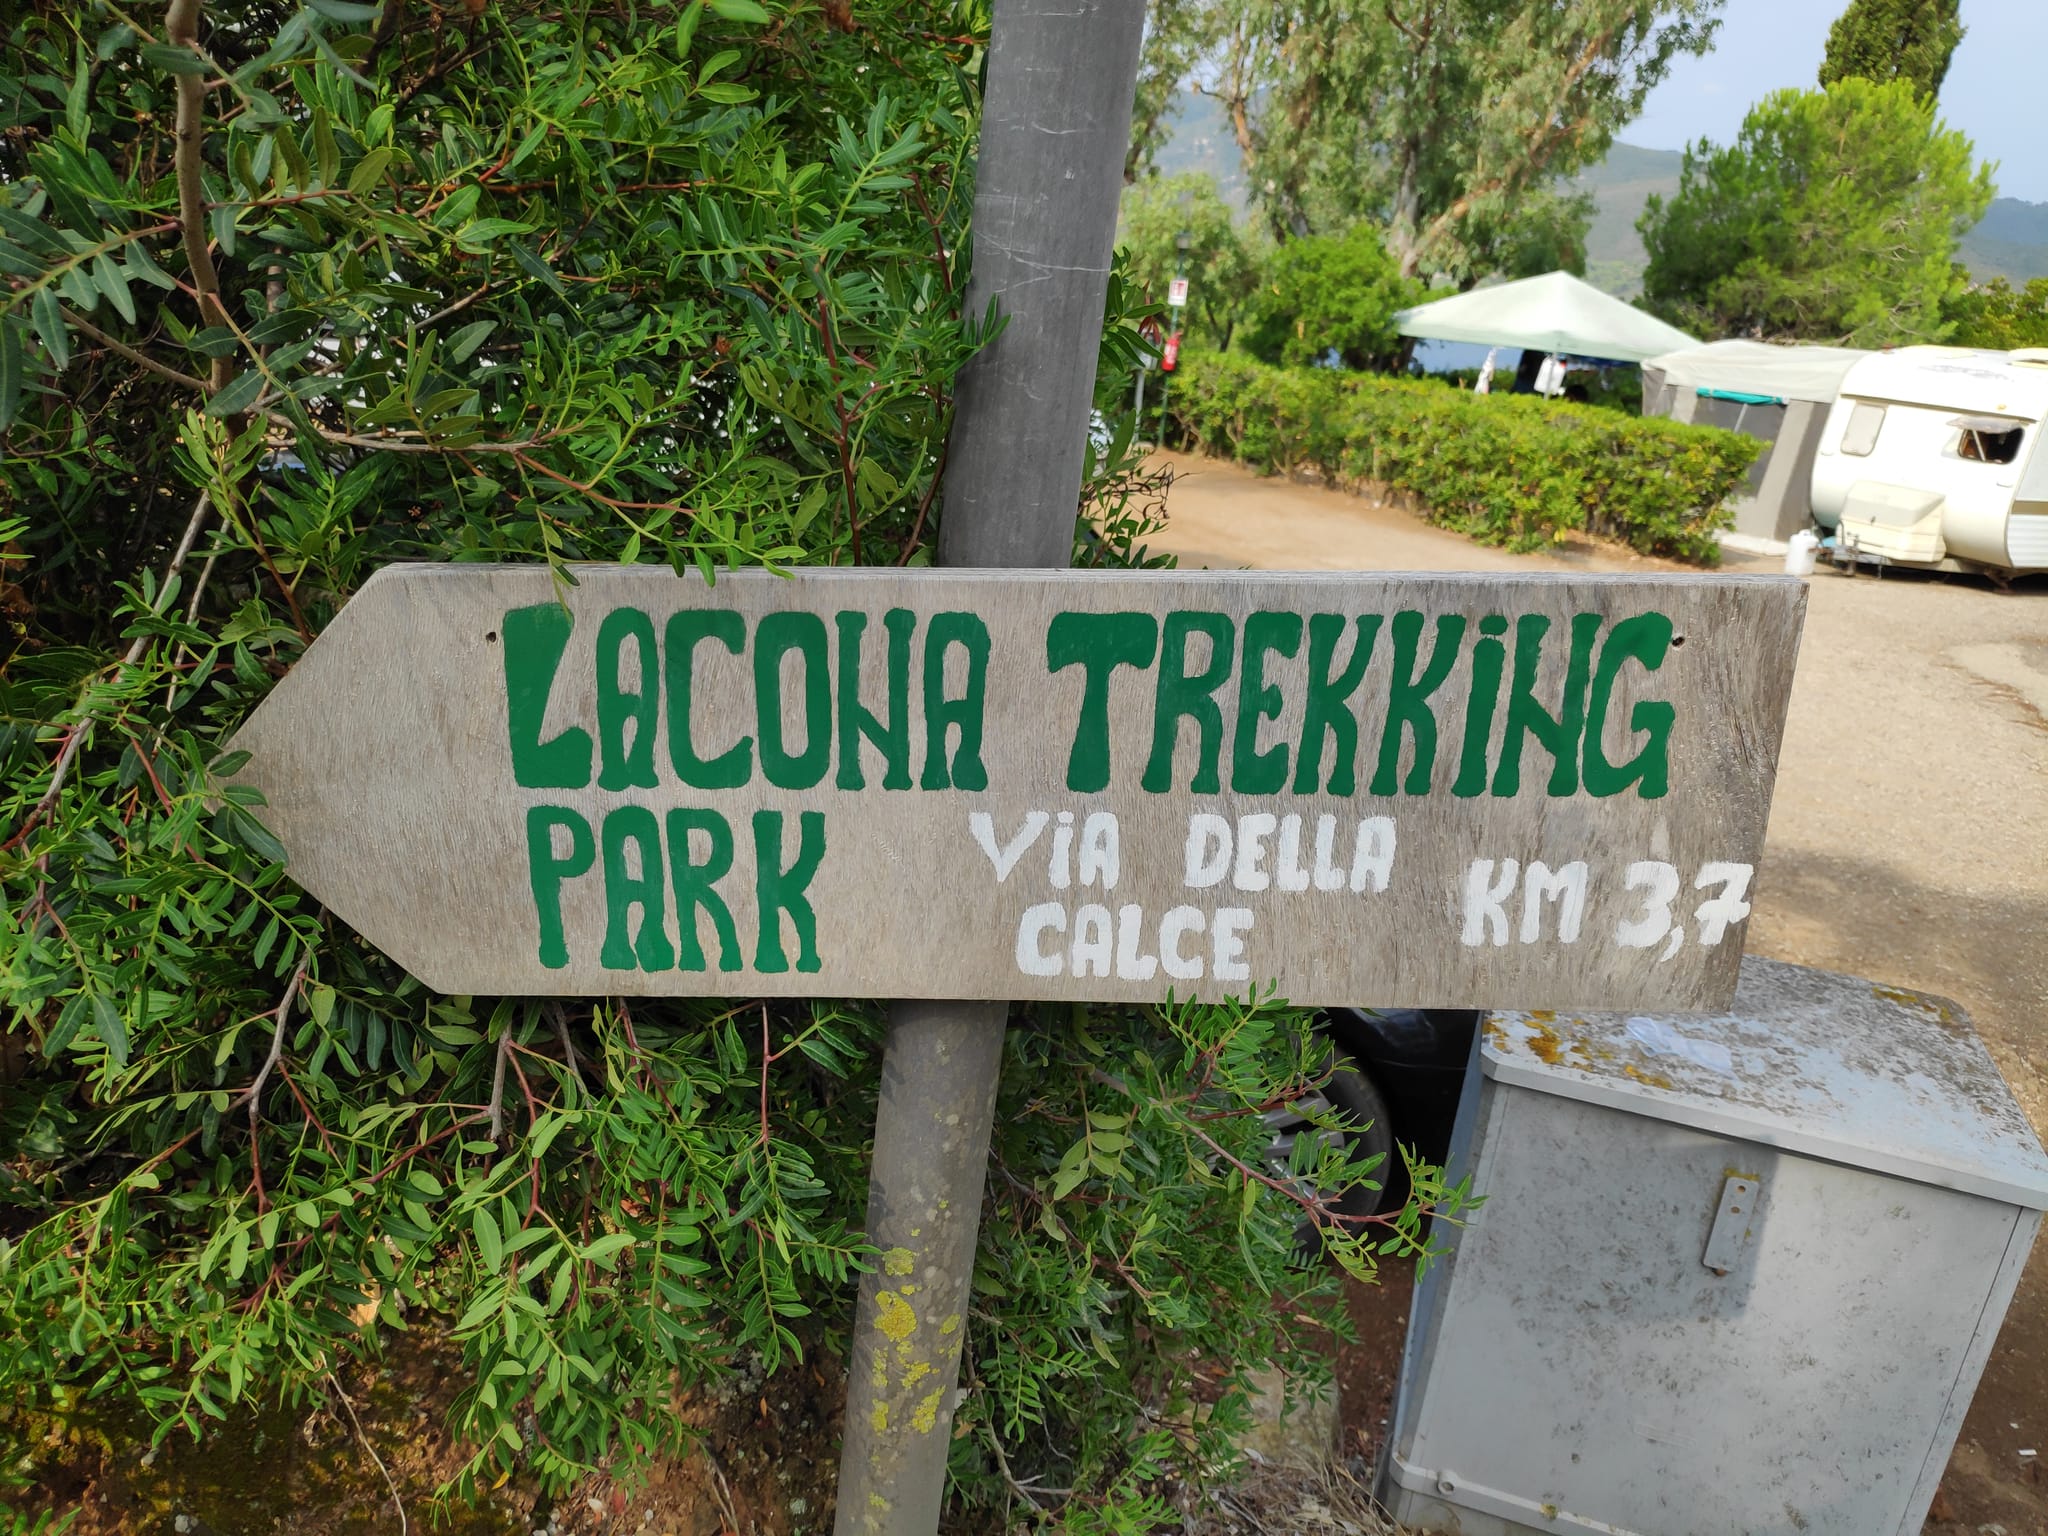 LACONA TREKKiNG
PARK
ViA DELLA
CALCE
KM 3,7